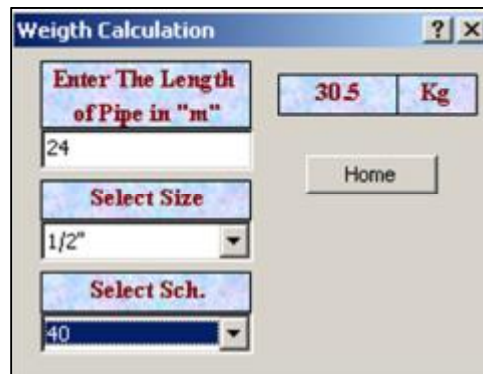 Weigth Calculation
Enter The Length
of Pipe in "m"
24
30.5 Kg
Home
Select Size
1/2"
Select Sch.
40